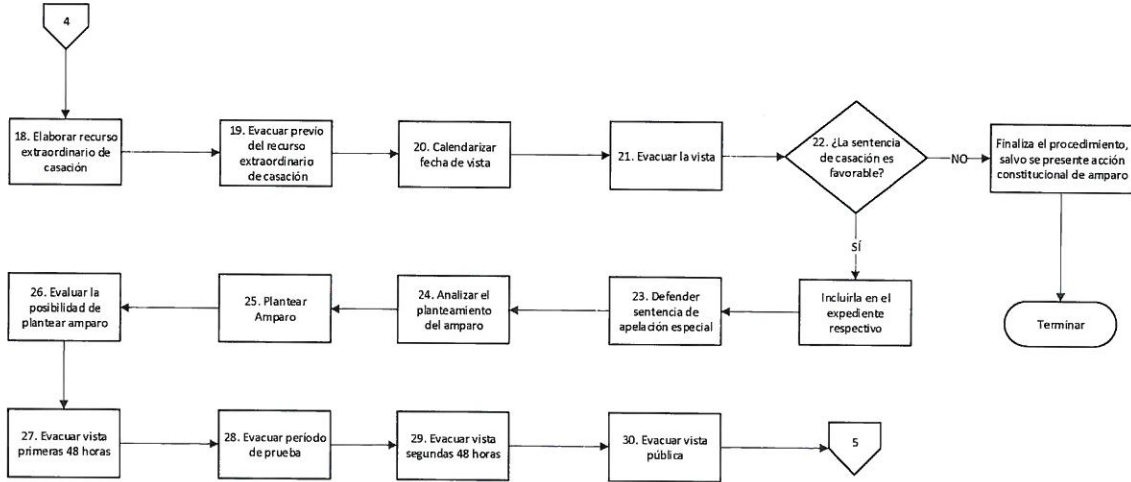 4
18. Elaborar recurso
extraordinario de
casación
19. Evacuar previo
del recurso
extraordinario
de casación
20. Calendarizar
fecha de vista
21. Evacuar la vista
22. ¿La sentencia
de casación es
favorable?
NO
Finaliza el procedimiento,
salvo se presente acción
constitucional de amparo
SÍ
Terminar
Incluirla en el
expediente
respectivo
23. Defender
sentencia de
apelación especial
24. Analizar el
planteamiento
del amparo
25. Plantear
Amparo
26. Evaluar la
posibilidad de
plantear amparo
27. Evacuar vista
primeras 48 horas
28. Evacuar período
de prueba
29. Evacuar vista
segundas 48 horas
30. Evacuar vista
pública
5